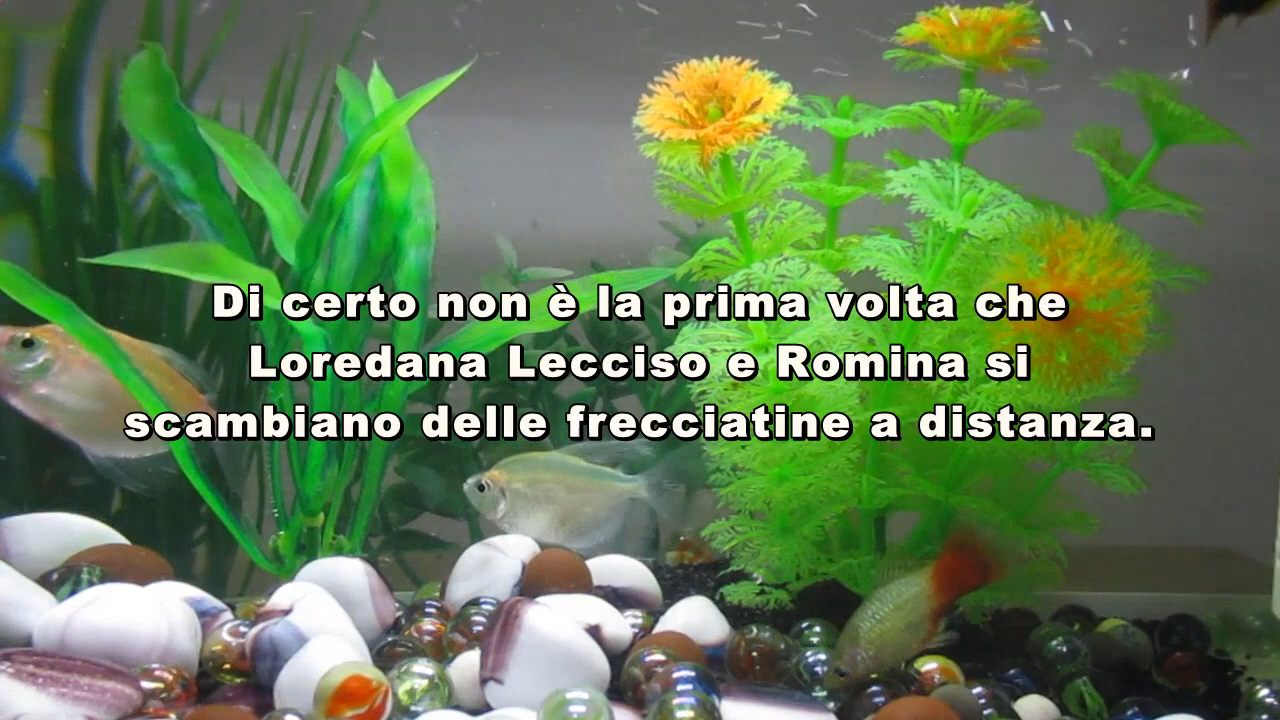 Di certo non è la prima volta che
Loredana Lecciso e Romina si
scambiano delle frecciatine a distanza.